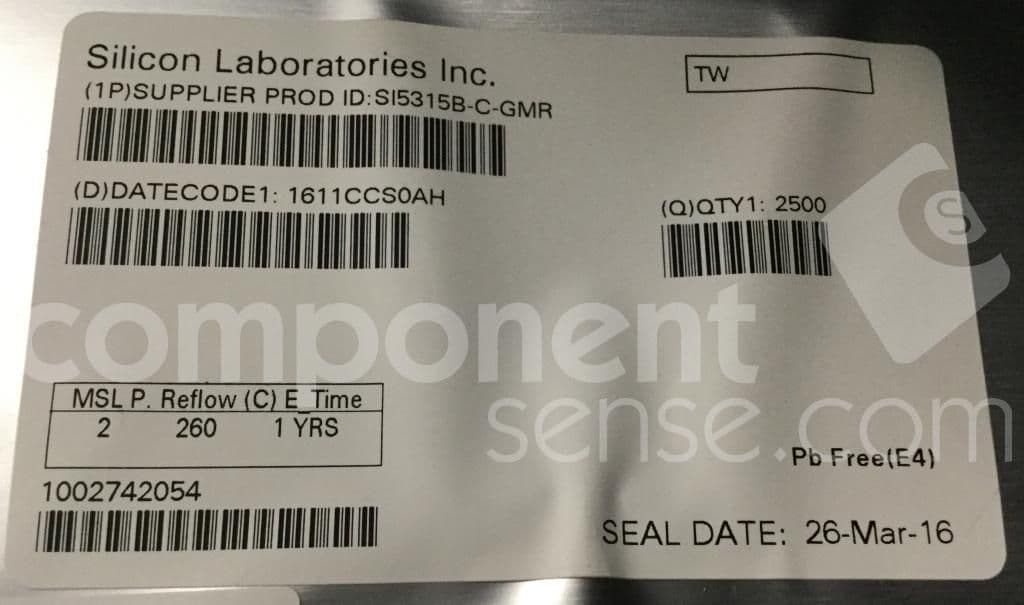 Silicon Laboratories Inc.
TW
(1P)SUPPLIER PROD ID:SI5315B-C-GMR
(D)DATECODE1: 1611CCS0AH
(Q)QTY1: 2500
component
sense.com
S
MSL P. Reflow (C) E_Time
2 260 1 YRS
Pb Free(E4)
1002742054
SEAL DATE: 26-Mar-16